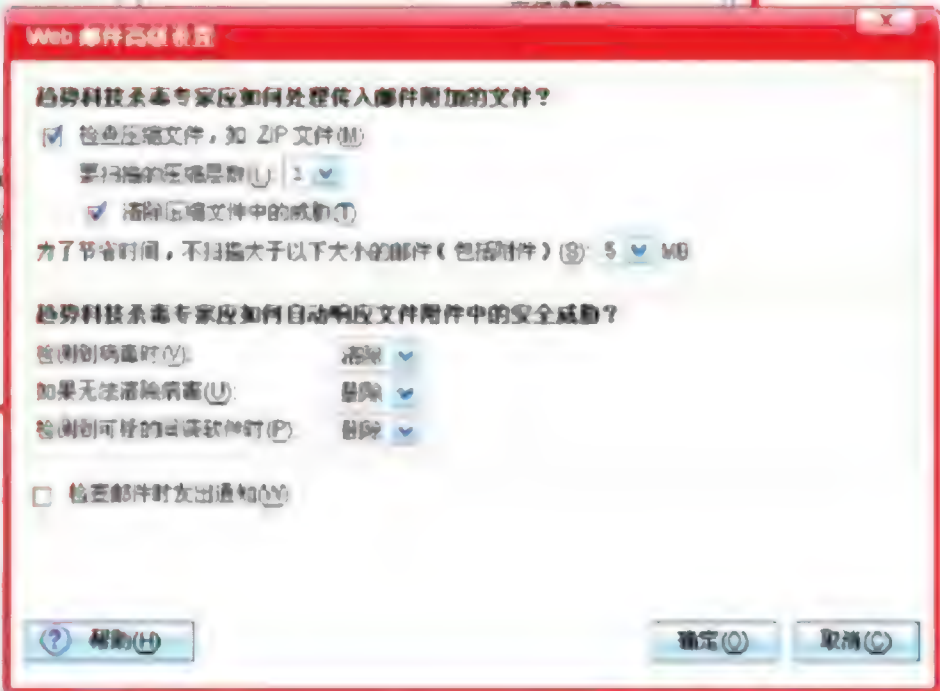 Web 邮件高级设置
趋势科技杀毒专家应如何处理传入邮件附加的文件？
检查压缩文件，如 ZIP 文件(M)
要扫描的压缩层数(L): 1
清除压缩文件中的威胁(T)
为了节省时间，不扫描大于以下大小的邮件（包括附件）(S): 5 MB
趋势科技杀毒专家应如何自动响应文件附件中的安全威胁？
检测到病毒时(V): 清除
如果无法清除病毒(U): 删除
检测到可疑的间谍软件时(P): 删除
检查邮件时发出通知(N)
帮助(H)
确定(O)
取消(C)